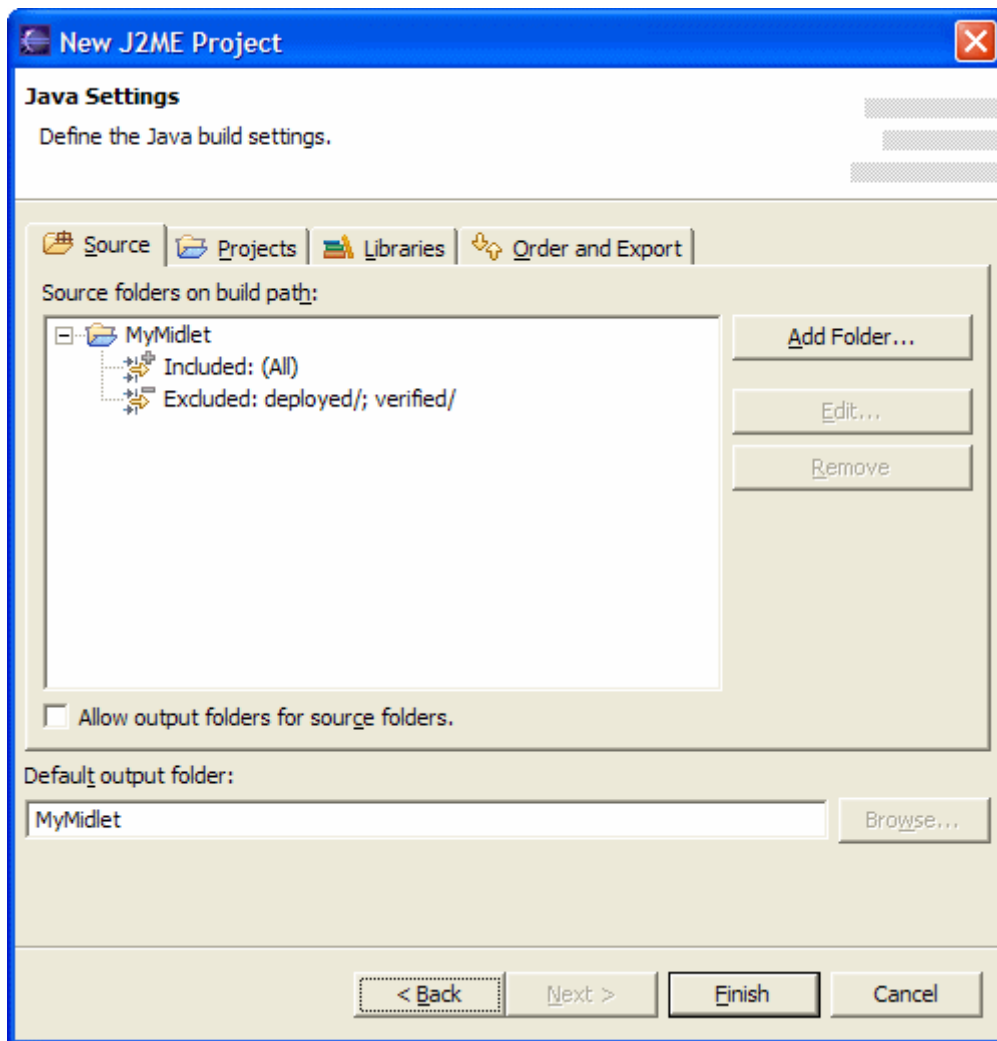 New J2ME Project
Java Settings
Define the Java build settings.
Source Projects Libraries Order and Export
Source folders on build path:
MyMidlet
Add Folder...
Included: (All)
Excluded: deployed/; verified/
Edit...
Remove
Allow output folders for source folders.
Default output folder:
MyMidlet Browse...
< Back Next > Finish Cancel